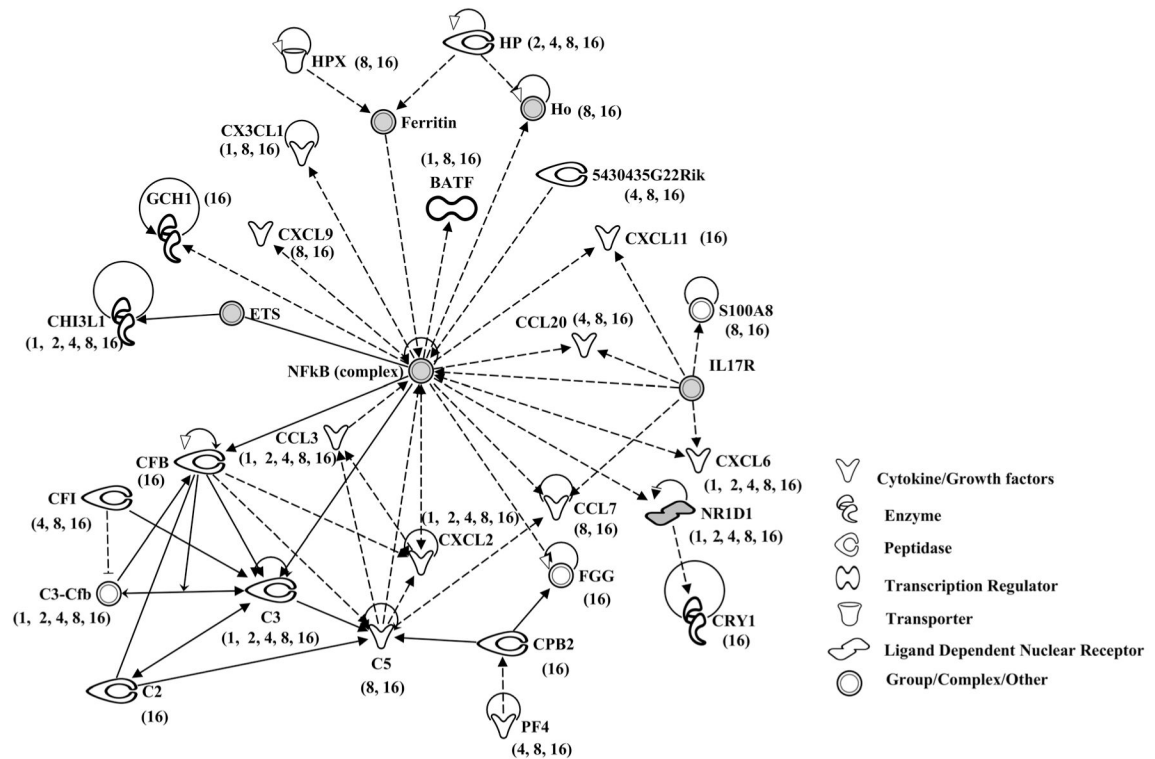 HP (2, 4, 8, 16)
HPX (8, 16)
Ho (8, 16)
Ferritin
CX3CL1
(1, 8, 16)
(1, 8, 16)
BATF
5430435G22Rik
(4, 8, 16)
GCH1 (16)
CXCL9
(8, 16)
CXCL11 (16)
ETS
S100A8
(8, 16)
CHI3L1
(1, 2, 4, 8, 16)
CCL20 (4, 8, 16)
NFkB (complex)
IL17R
CCL3
(1, 2, 4, 8, 16)
CFB
(16)
CXCL6
(1, 2, 4, 8, 16)
CFI
(4, 8, 16)
(1, 2, 4, 8, 16)
CXCL2
CCL7
(8, 16)
NR1D1
(1, 2, 4, 8, 16)
C3-Cfb
(1, 2, 4, 8, 16)
C3
(1, 2, 4, 8, 16)
FGG
(16)
CRY1
(16)
C5
(8, 16)
CPB2
(16)
C2
(16)
PF4
(4, 8, 16)
Cytokine/Growth factors
Enzyme
Peptidase
Transcription Regulator
Transporter
Ligand Dependent Nuclear Receptor
Group/Complex/Other